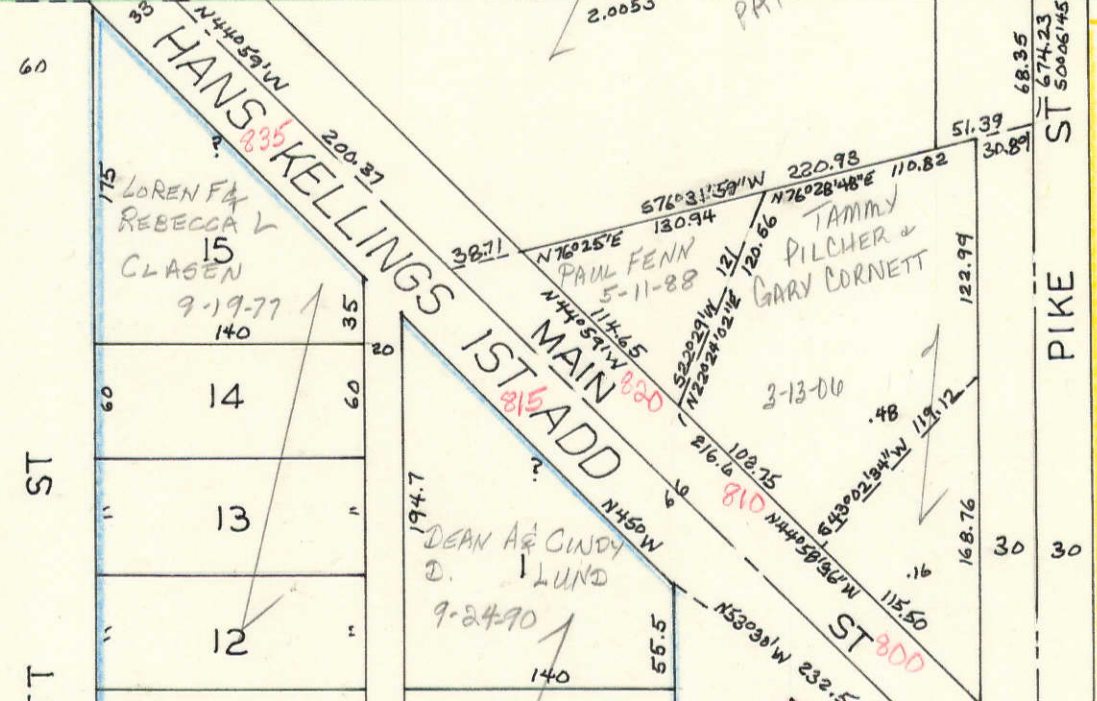 2.0053
60
33
N44°59'W
HANS KELLINGS 1ST ADD
835
?
200.37
175
LOREN F &
REBECCA L
15
CLASEN
9-19-77
140
35
20
14
60
60
13
"
"
12
"
"
ST
68.35
ST 674.23
S0°06'45
51.39
30.89
220.93
110.82
S76°31'59"W
N76°28'48"E
130.94
N76°25'E
38.71
PAUL FENN
5-11-88
121
120.66
S22°29'W
N22°24'02"E
TAMMY
PILCHER &
GARY CORNETT
122.99
PIKE
N44°59'W
114.65
MAIN ST
820
815
3-13-06
.48
119.12
S43°02'34"W
216.6
108.75
810
N44°58'36"W
168.76
30
30
.16
115.50
800
66
?
N45°W
194.7
DEAN A & CINDY
D. LUND
1
9-24-90
55.5
140
N53°30'W 232.5